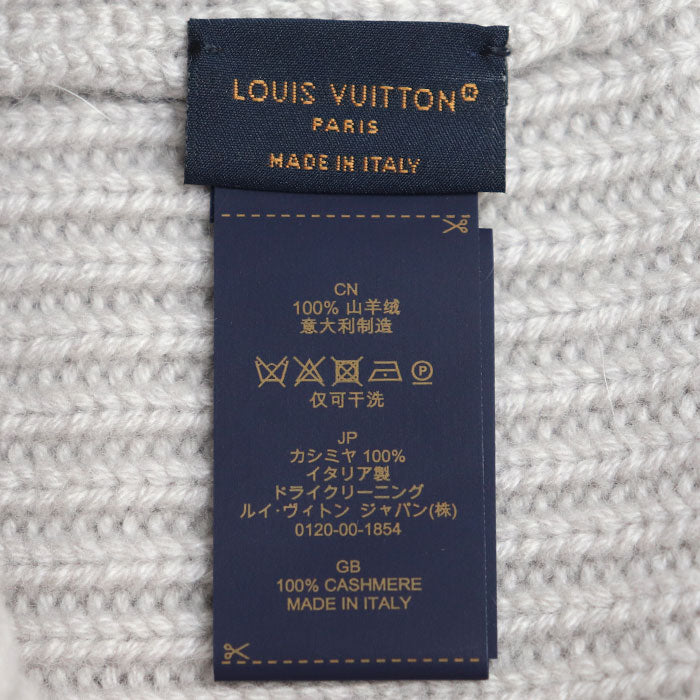 LOUIS VUITTON®
PARIS
MADE IN ITALY
CN
100% 山羊绒
意大利制造
P
仅可干洗
JP
カシミヤ 100%
イタリア製
ドライクリーニング
ルイ·ヴィトン ジャパン(株)
0120-00-1854
GB
100% CASHMERE
MADE IN ITALY